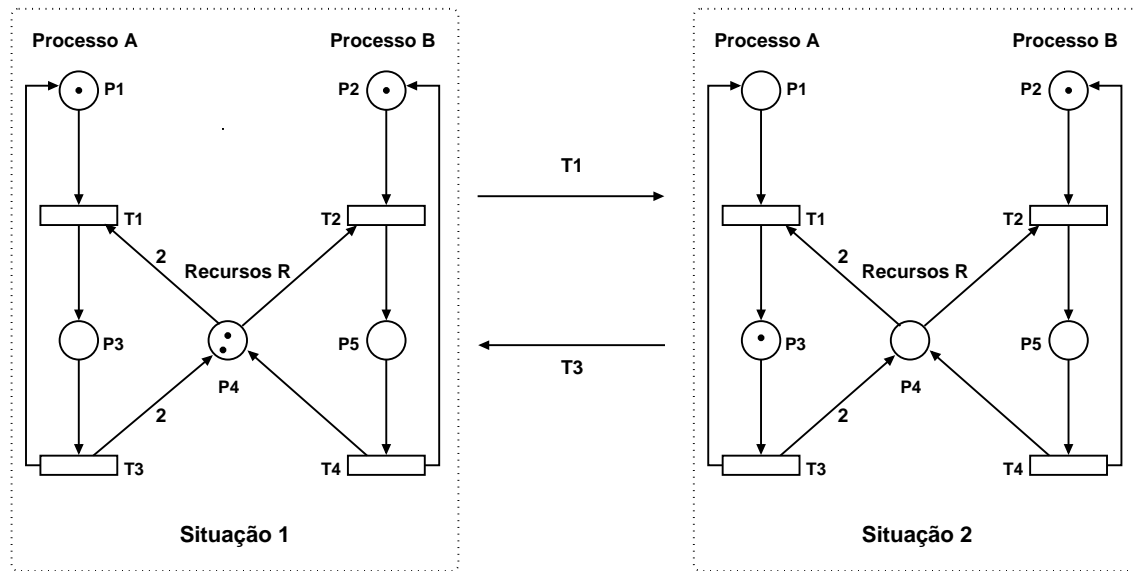 Processo A
Processo B
P1
P2
T1
T2
2
Recursos R
P3
P5
P4
2
T3
T4
Situação 1
T1
T3
Processo A
Processo B
P1
P2
T1
T2
2
Recursos R
P3
P5
P4
2
T3
T4
Situação 2